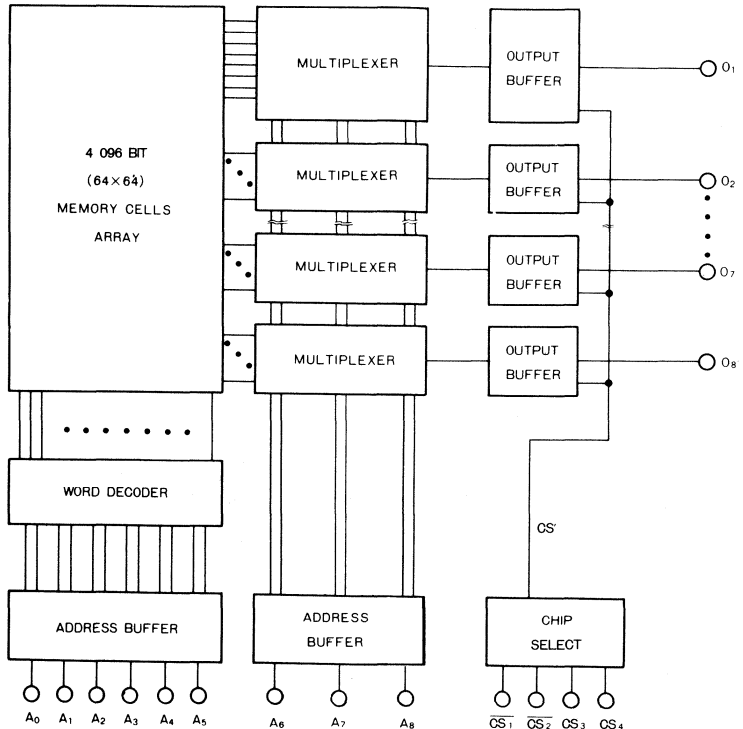 4 096 BIT
(64×64)
MEMORY CELLS
ARRAY
MULTIPLEXER
OUTPUT
BUFFER
O1
MULTIPLEXER
OUTPUT
BUFFER
O2
MULTIPLEXER
OUTPUT
BUFFER
O7
MULTIPLEXER
OUTPUT
BUFFER
O8
WORD DECODER
CS'
ADDRESS BUFFER
ADDRESS
BUFFER
CHIP
SELECT
A0 A1 A2 A3 A4 A5 A6 A7 A8 C̅S̅1̅ C̅S̅2̅ CS3 CS4